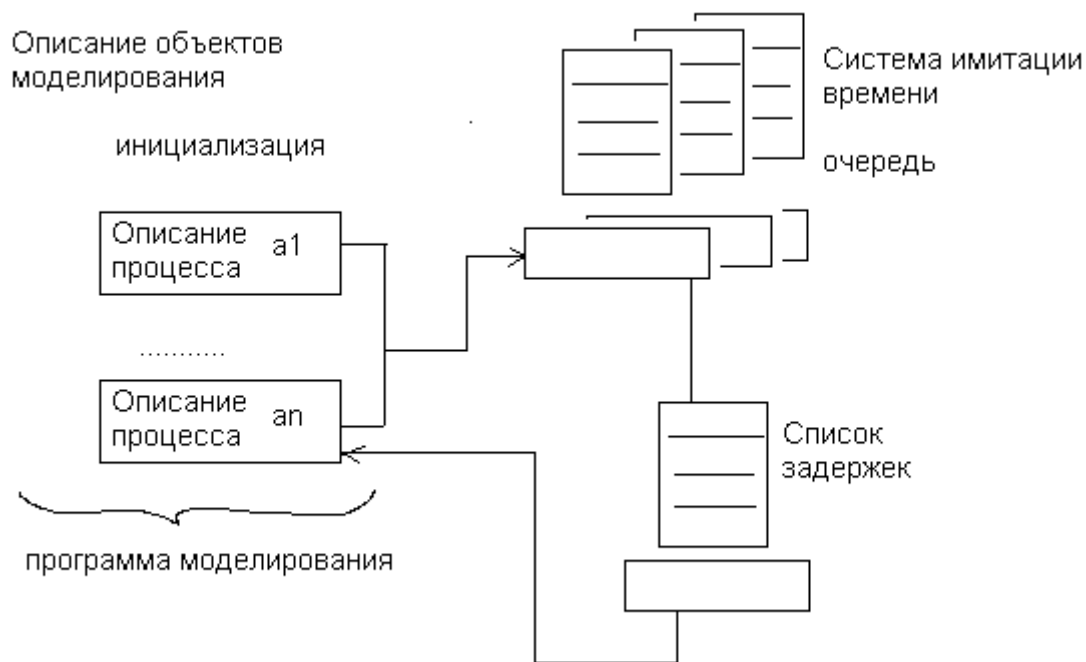 Описание объектов
моделирования
инициализация
Описание
процесса a1
...........
Описание
процесса an
программа моделирования
Система имитации
времени
очередь
Список
задержек